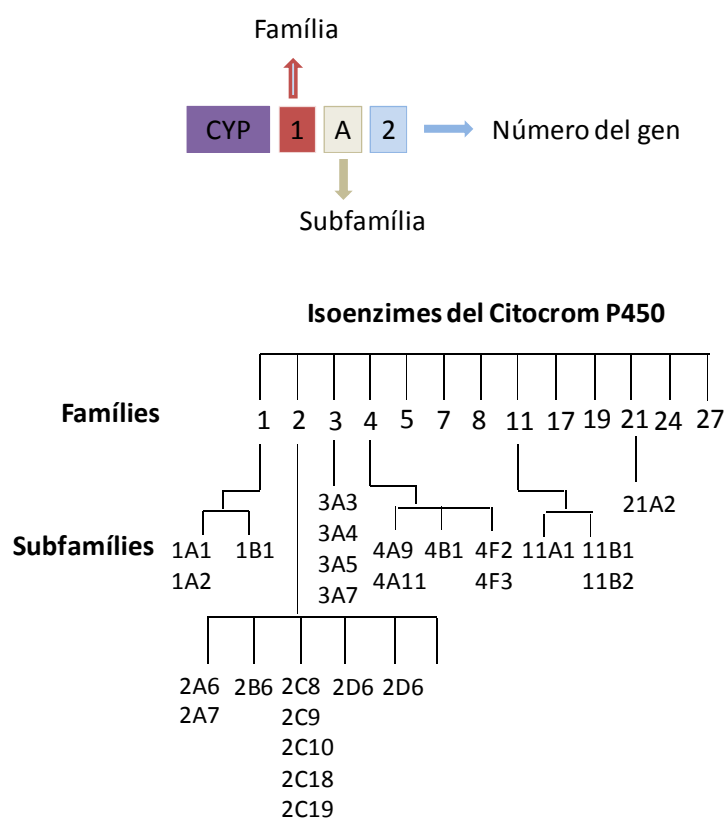 Família
CYP 1 A 2 Número del gen
Subfamília
Isoenzimes del Citocrom P450
Famílies 1 2 3 4 5 7 8 11 17 19 21 24 27
Subfamílies
1A1 1B1
1A2
3A3
3A4
3A5
3A7
4A9 4B1 4F2
4A11 4F3
11A1 11B1
11B2
21A2
2A6 2B6 2C8 2D6 2D6
2A7 2C9
2C10
2C18
2C19